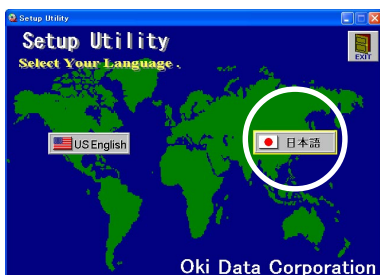 Setup Utility
Setup Utility
EXIT
Select Your Language .
US English
日本語
Oki Data Corporation